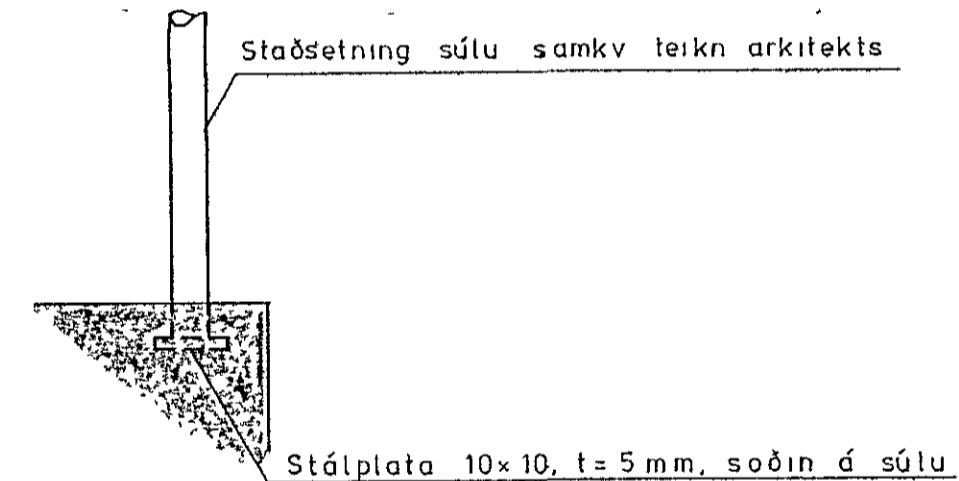 Staðsetning súlu samkv teikn arkitekts
Stálplata 10×10, t = 5 mm, soðin á súlu